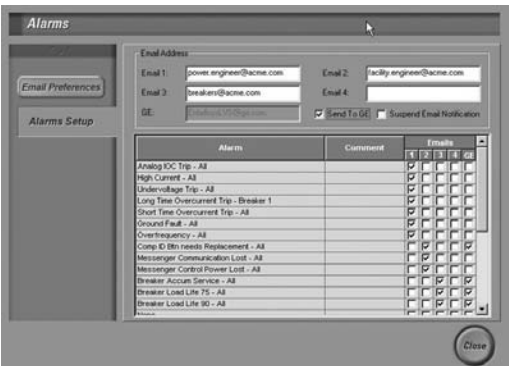 Alarms
Email Preferences
Alarms Setup
Email Address
Email 1: power.engineer@acme.com
Email 2: facility.engineer@acme.com
Email 3: breakers@acme.com
Email 4:
GE:
Send To GE
Suspend Email Notification
Alarm Comment Emails
1 2 3 4 GE
Analog IOC Trip - All
High Current - All
Undervoltage Trip - All
Long Time Overcurrent Trip - Breaker 1
Short Time Overcurrent Trip - All
Ground Fault - All
Overfrequency - All
Comp ID Btn needs Replacement - All
Messenger Communication Lost - All
Messenger Control Power Lost - All
Breaker Accum Service - All
Breaker Load Life 75 - All
Breaker Load Life 90 - All
Close